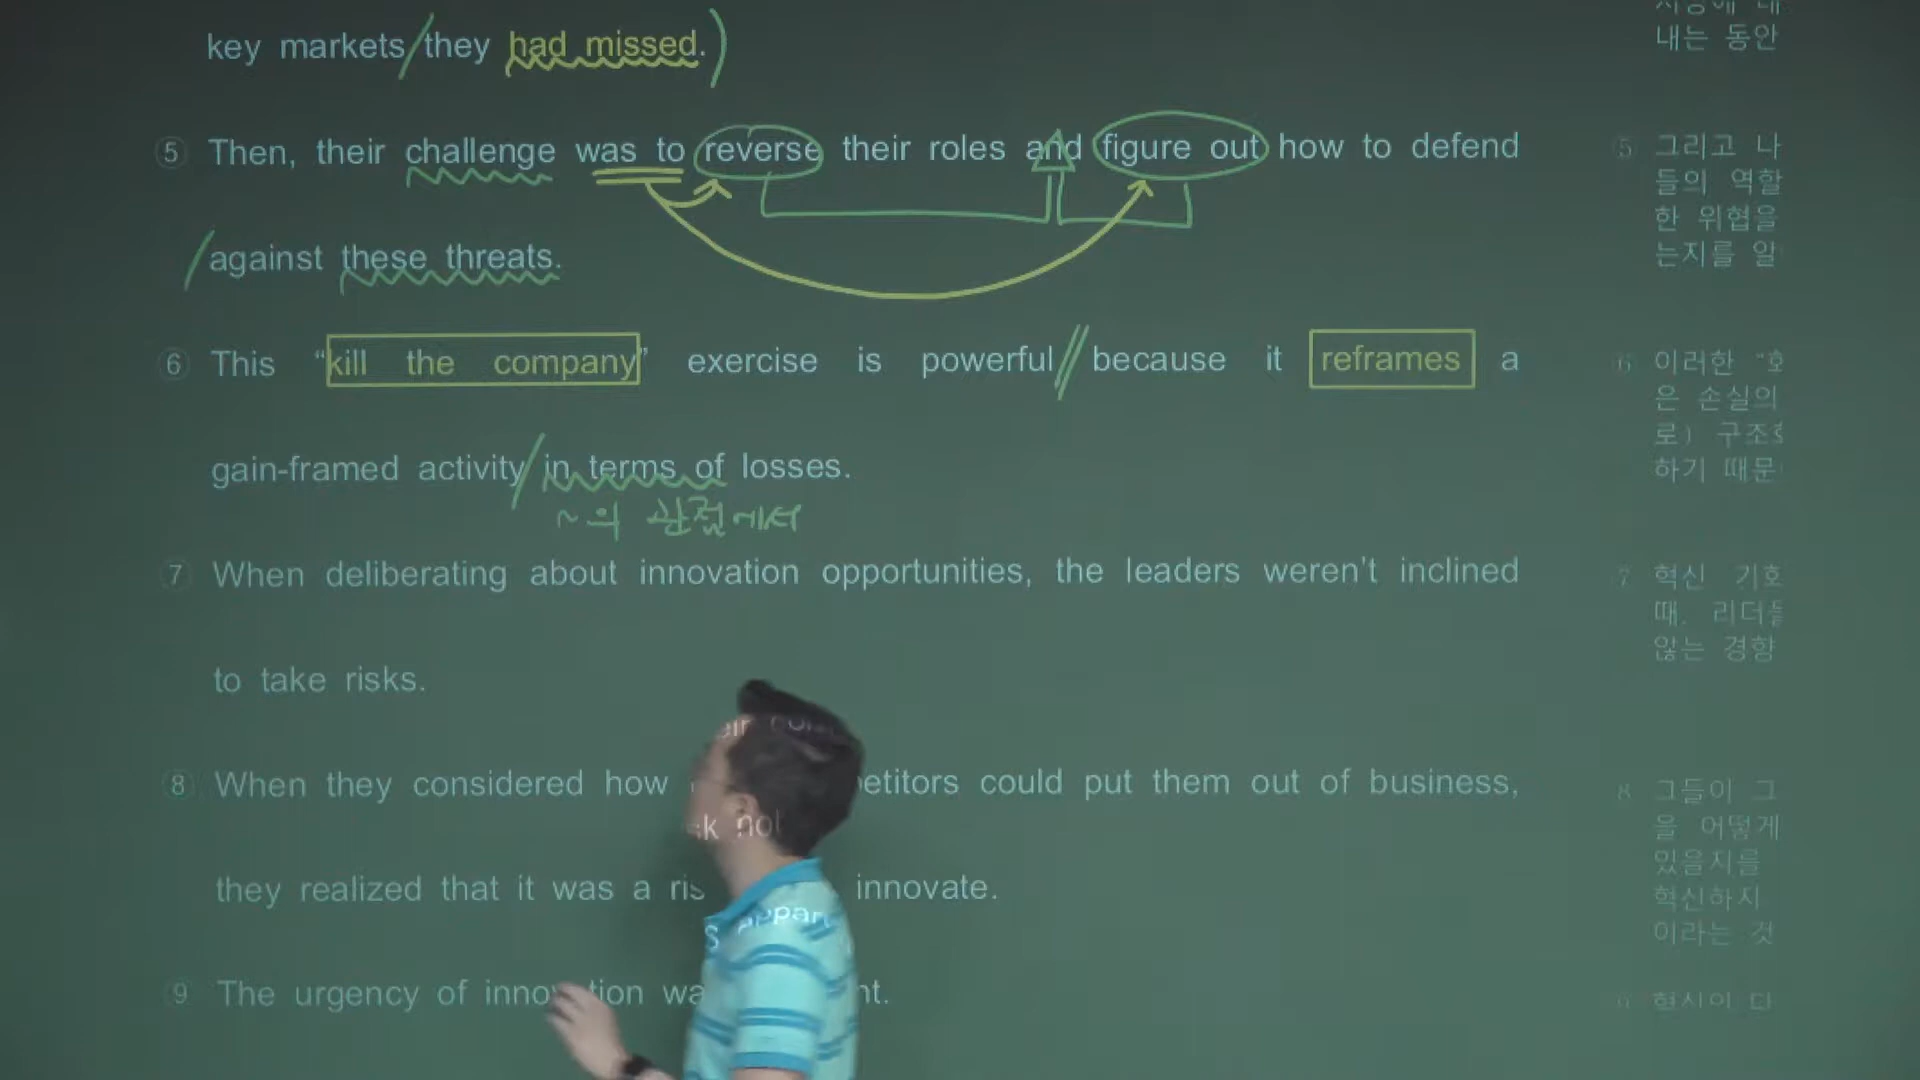 key markets/they had missed.)
⑤ Then, their challenge was to reverse their roles and figure out how to defend
/against these threats.
⑥ This “kill the company” exercise is powerful//because it reframes a
gain-framed activity/in terms of losses.
~의 관점에서
⑦ When deliberating about innovation opportunities, the leaders weren’t inclined
to take risks.
⑧ When they considered how petitors could put them out of business,
they realized that it was a ris k not innovate.
⑨ The urgency of innovation wa s appar nt.
내는 동안
5 그리고 나
들의 역할
한 위협을
는지를 알
6 이러한
은 손실의
로) 구조
하기 때문
7 혁신 기회
때, 리더들
않는 경향
8 그들이 그
을 어떻게
있을지를
혁신하지
이라는 것